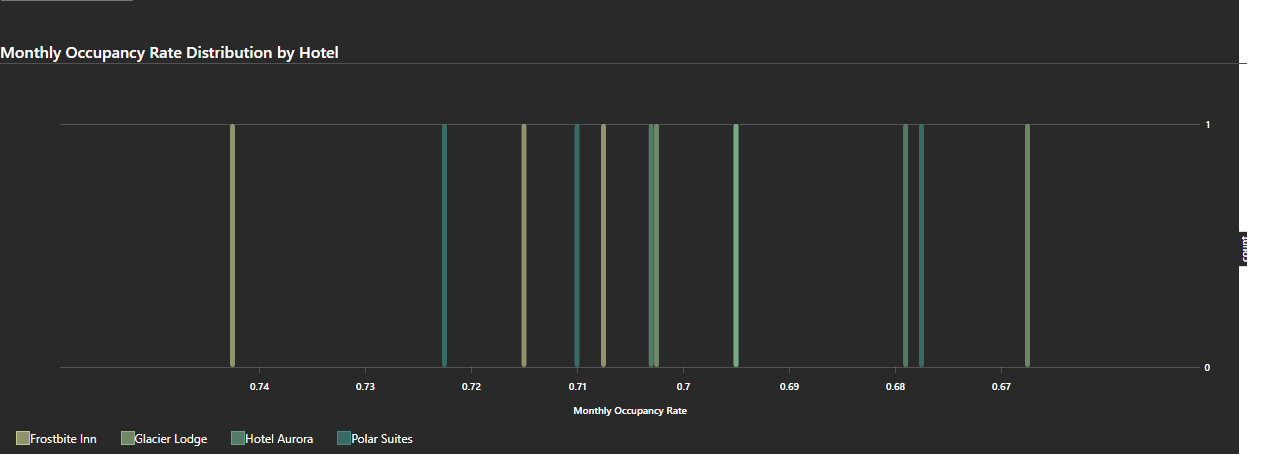 Monthly Occupancy Rate Distribution by Hotel
1
count
0
0.74 0.73 0.72 0.71 0.7 0.69 0.68 0.67
Monthly Occupancy Rate
Frostbite Inn Glacier Lodge Hotel Aurora Polar Suites